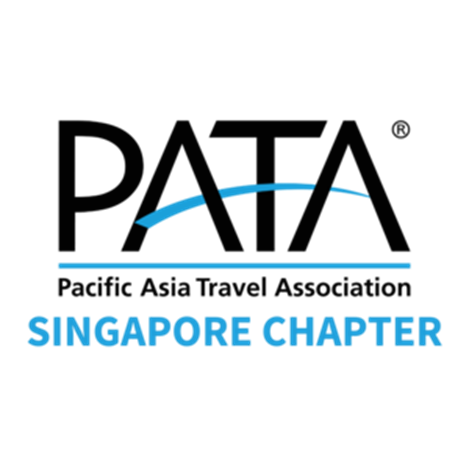 PATA®
Pacific Asia Travel Association
SINGAPORE CHAPTER